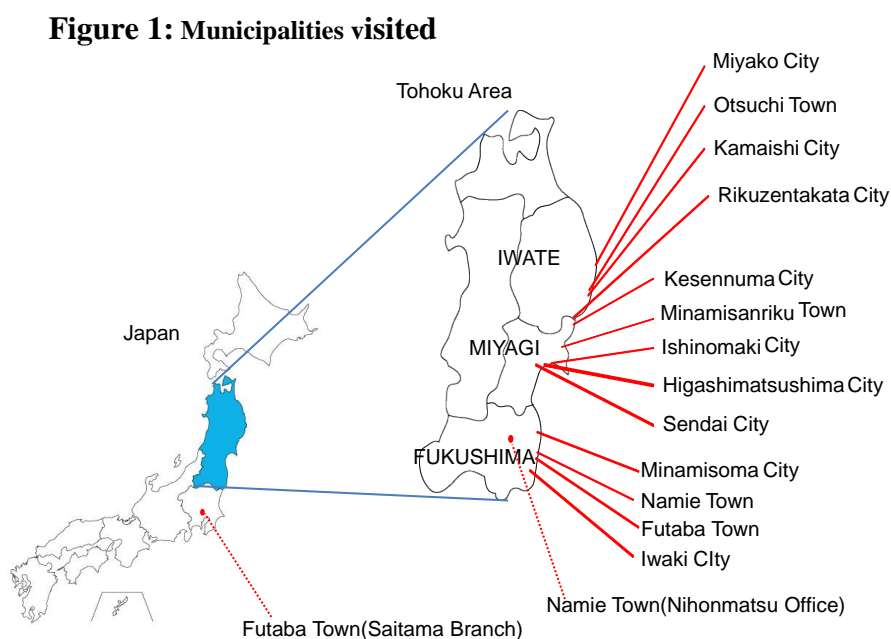 Figure 1: Municipalities visited
Miyako City
Tohoku Area
Otsuchi Town
Kamaishi City
Rikuzentakata City
IWATE
Kesennuma City
Minamisanriku Town
Japan
MIYAGI
Ishinomaki City
Higashimatsushima City
Sendai City
FUKUSHIMA
Minamisoma City
Namie Town
Futaba Town
Iwaki CIty
Namie Town(Nihonmatsu Office)
Futaba Town(Saitama Branch)